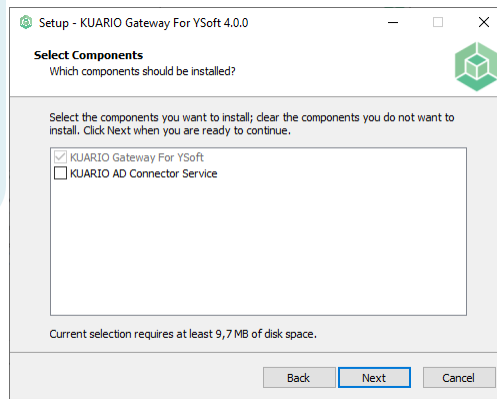 Setup - KUARIO Gateway For YSoft 4.0.0
Select Components
Which components should be installed?
Select the components you want to install; clear the components you do not want to
install. Click Next when you are ready to continue.
KUARIO Gateway For YSoft
KUARIO AD Connector Service
Current selection requires at least 9,7 MB of disk space.
Back
Next
Cancel